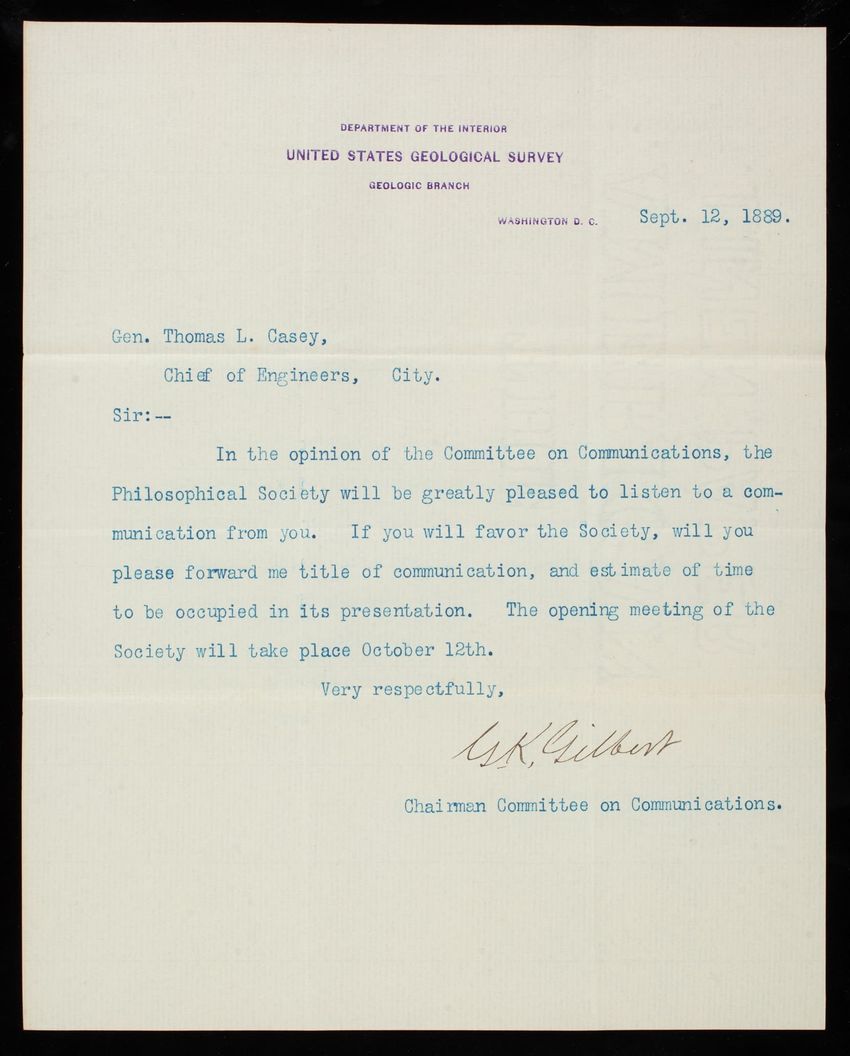 DEPARTMENT OF THE INTERIOR
UNITED STATES GEOLOGICAL SURVEY
GEOLOGIC BRANCH
WASHINGTON D. C. Sept. 12, 1889.
Gen. Thomas L. Casey,
Chief of Engineers, City.
Sir:--
In the opinion of the Committee on Communications, the
Philosophical Society will be greatly pleased to listen to a com-
munication from you. If you will favor the Society, will you
please forward me title of communication, and estimate of time
to be occupied in its presentation. The opening meeting of the
Society will take place October 12th.
Very respectfully,
G.K. Gilbert
Chairman Committee on Communications.